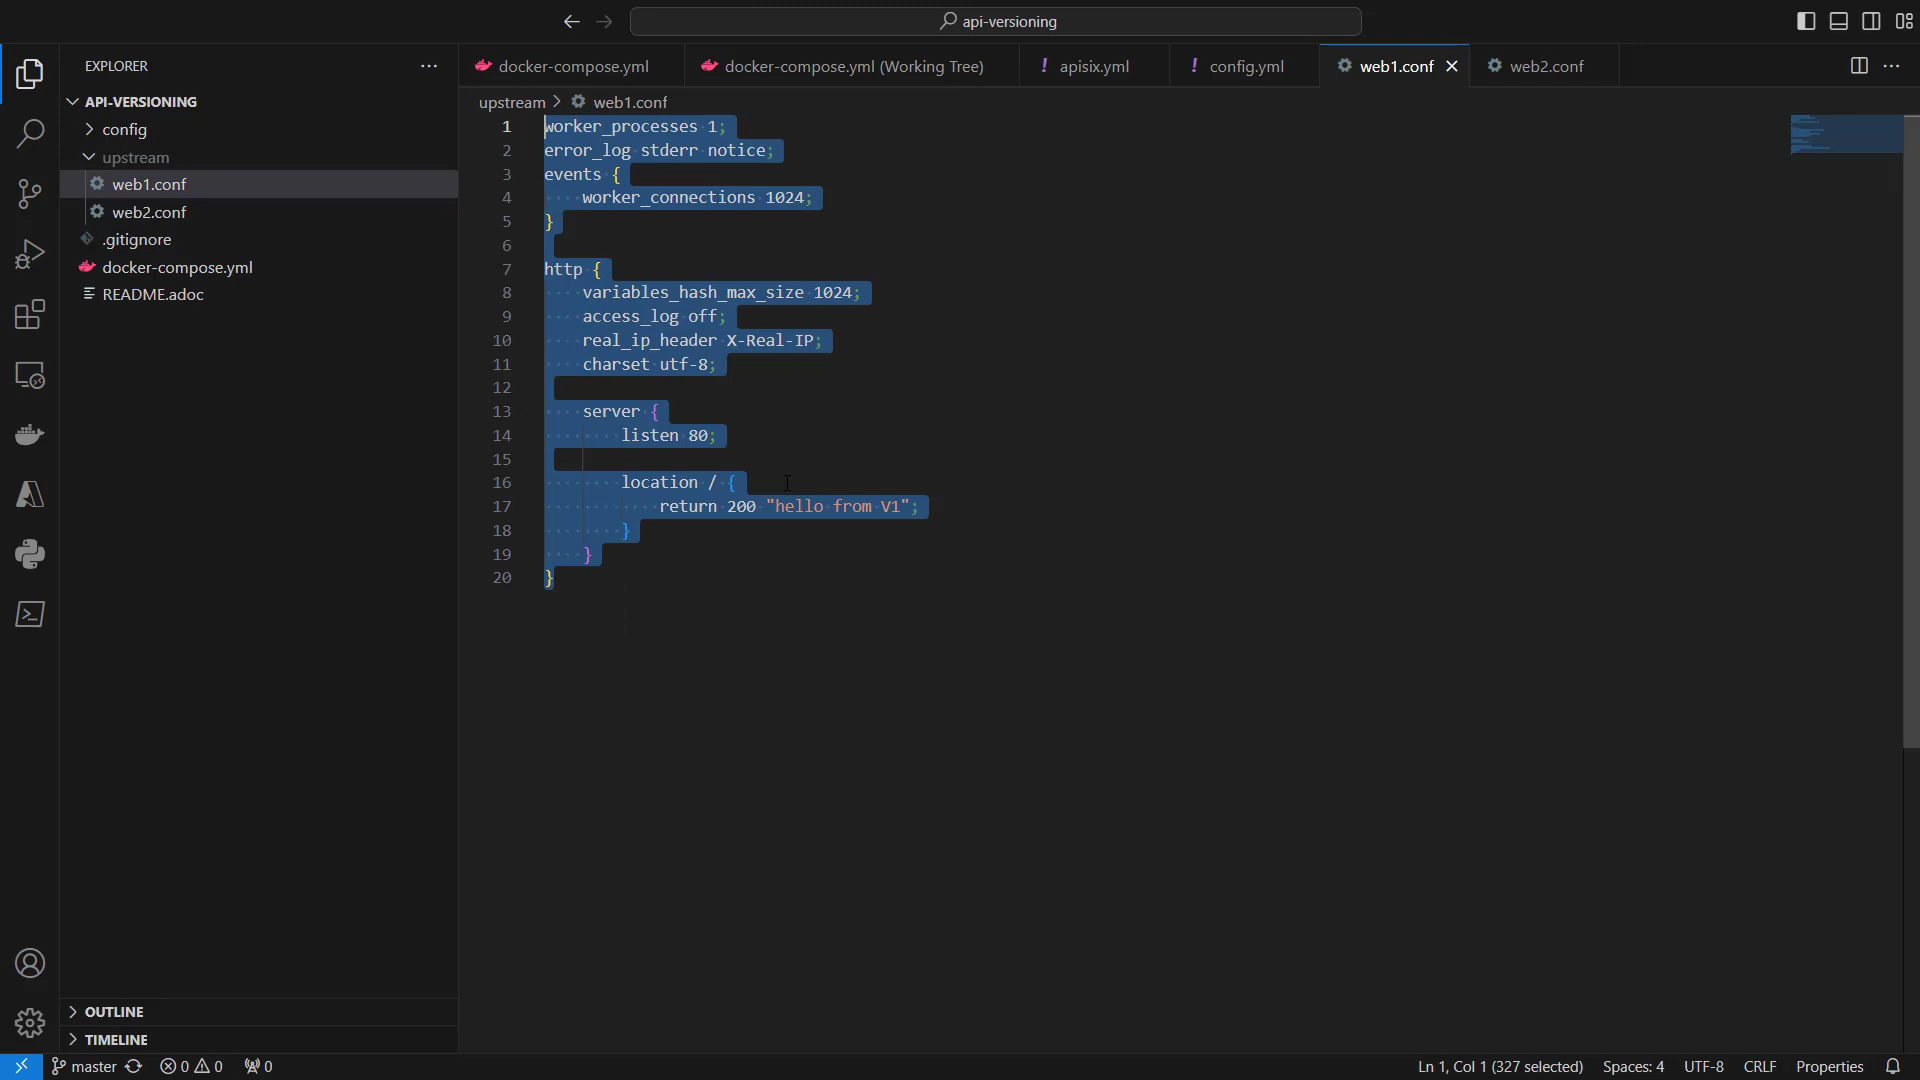 api-versioning
EXPLORER
docker-compose.yml
docker-compose.yml (Working Tree)
apisix.yml
config.yml
web1.conf
web2.conf
API-VERSIONING
config
upstream
web1.conf
web2.conf
.gitignore
docker-compose.yml
README.adoc
upstream > web1.conf
1 worker_processes 1;
2 error_log stderr notice;
3 events {
4 worker_connections 1024;
5 }
6
7 http {
8 variables_hash_max_size 1024;
9 access_log off;
10 real_ip_header X-Real-IP;
11 charset utf-8;
12
13 server {
14 listen 80;
15
16 location / {
17 return 200 "hello from V1";
18 }
19 }
20 }
OUTLINE
TIMELINE
master 0 0 0 Ln 1, Col 1 (327 selected) Spaces: 4 UTF-8 CRLF Properties